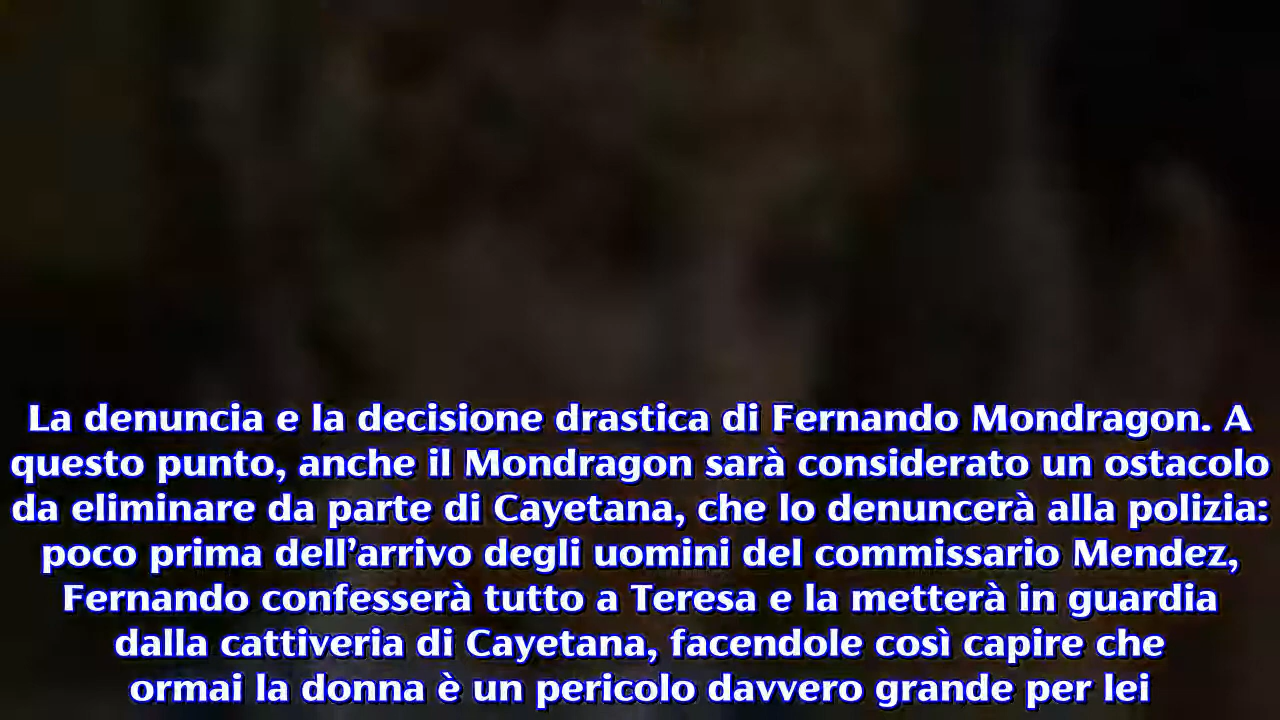 La denuncia e la decisione drastica di Fernando Mondragon. A
questo punto, anche il Mondragon sarà considerato un ostacolo
da eliminare da parte di Cayetana, che lo denuncerà alla polizia:
poco prima dell’arrivo degli uomini del commissario Mendez,
Fernando confesserà tutto a Teresa e la metterà in guardia
dalla cattiveria di Cayetana, facendole così capire che
ormai la donna è un pericolo davvero grande per lei